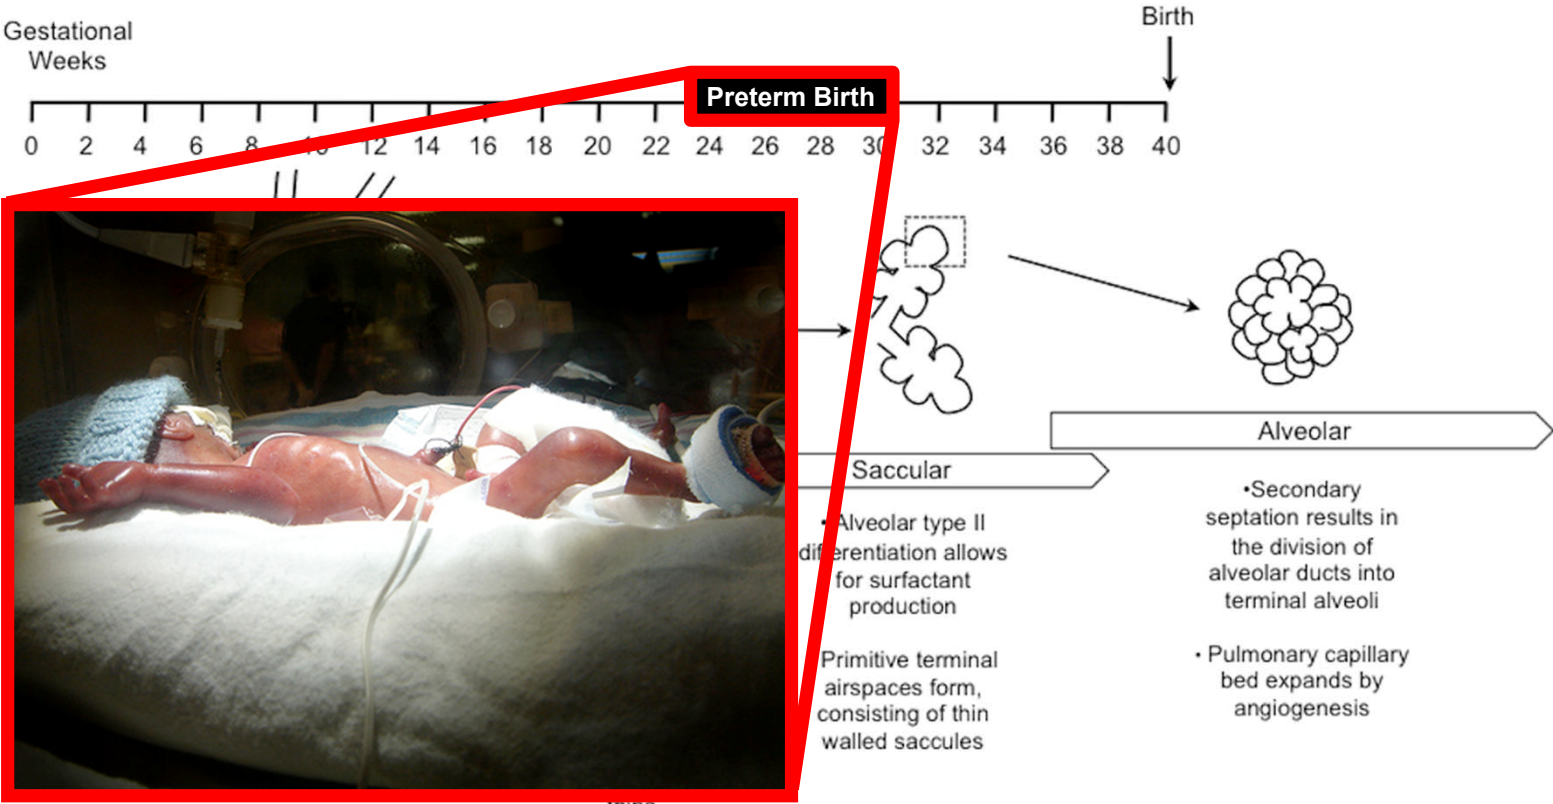 Gestational
Weeks
Birth
Preterm Birth
0 2 4 6 8 10 12 14 16 18 20 22 24 26 28 30 32 34 36 38 40
Alveolar
Saccular
•Secondary
septation results in
the division of
alveolar ducts into
terminal alveoli
• Pulmonary capillary
bed expands by
angiogenesis
• Alveolar type II
differentiation allows
for surfactant
production
Primitive terminal
airspaces form,
consisting of thin
walled saccules